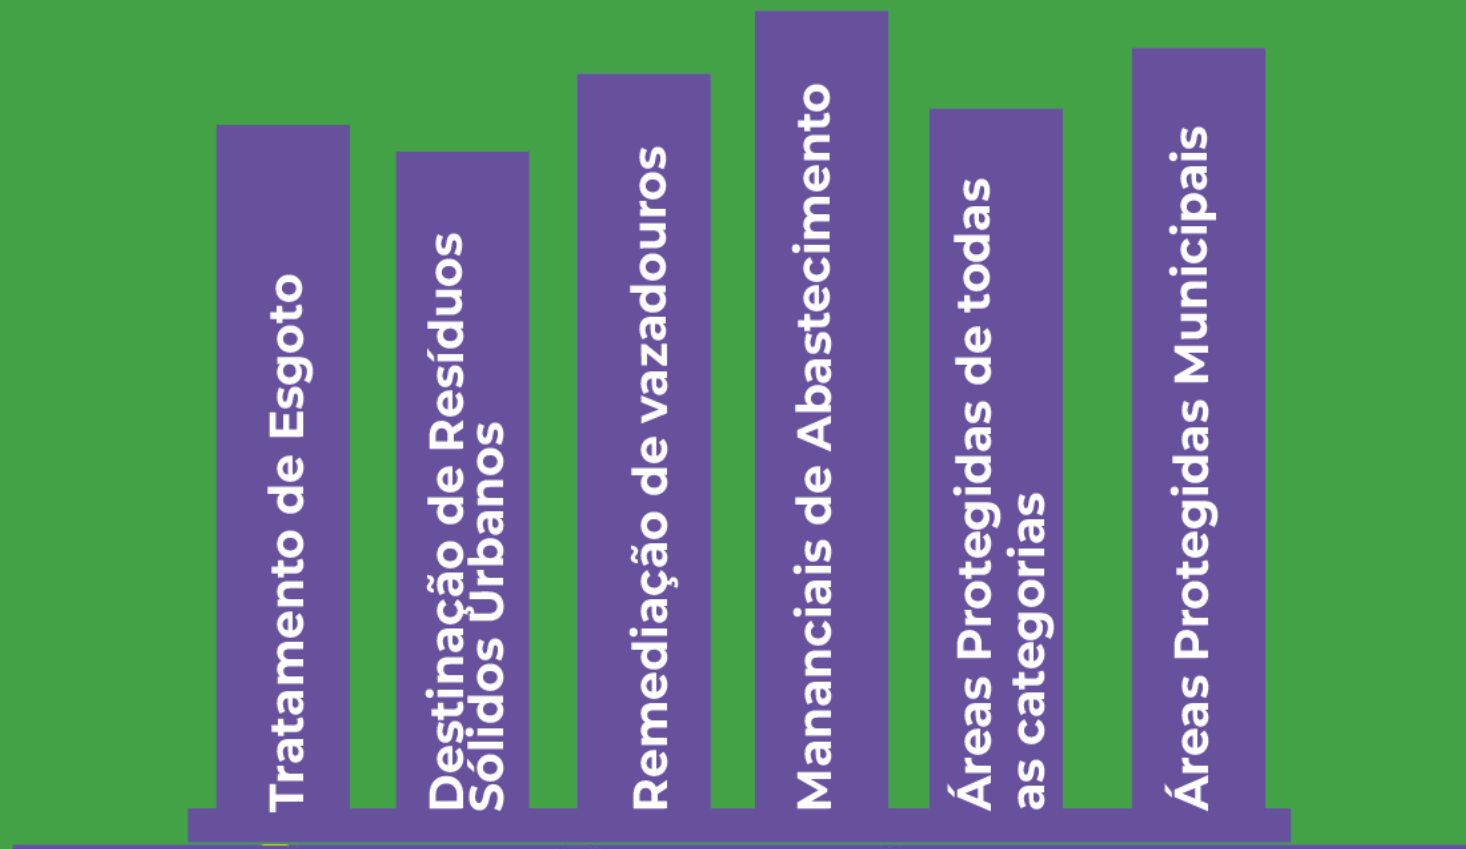 Tratamento de Esgoto
Destinação de Resíduos
Sólidos Urbanos
Remediação de vazadouros
Mananciais de Abastecimento
Áreas Protegidas de todas
as categorias
Áreas Protegidas Municipais